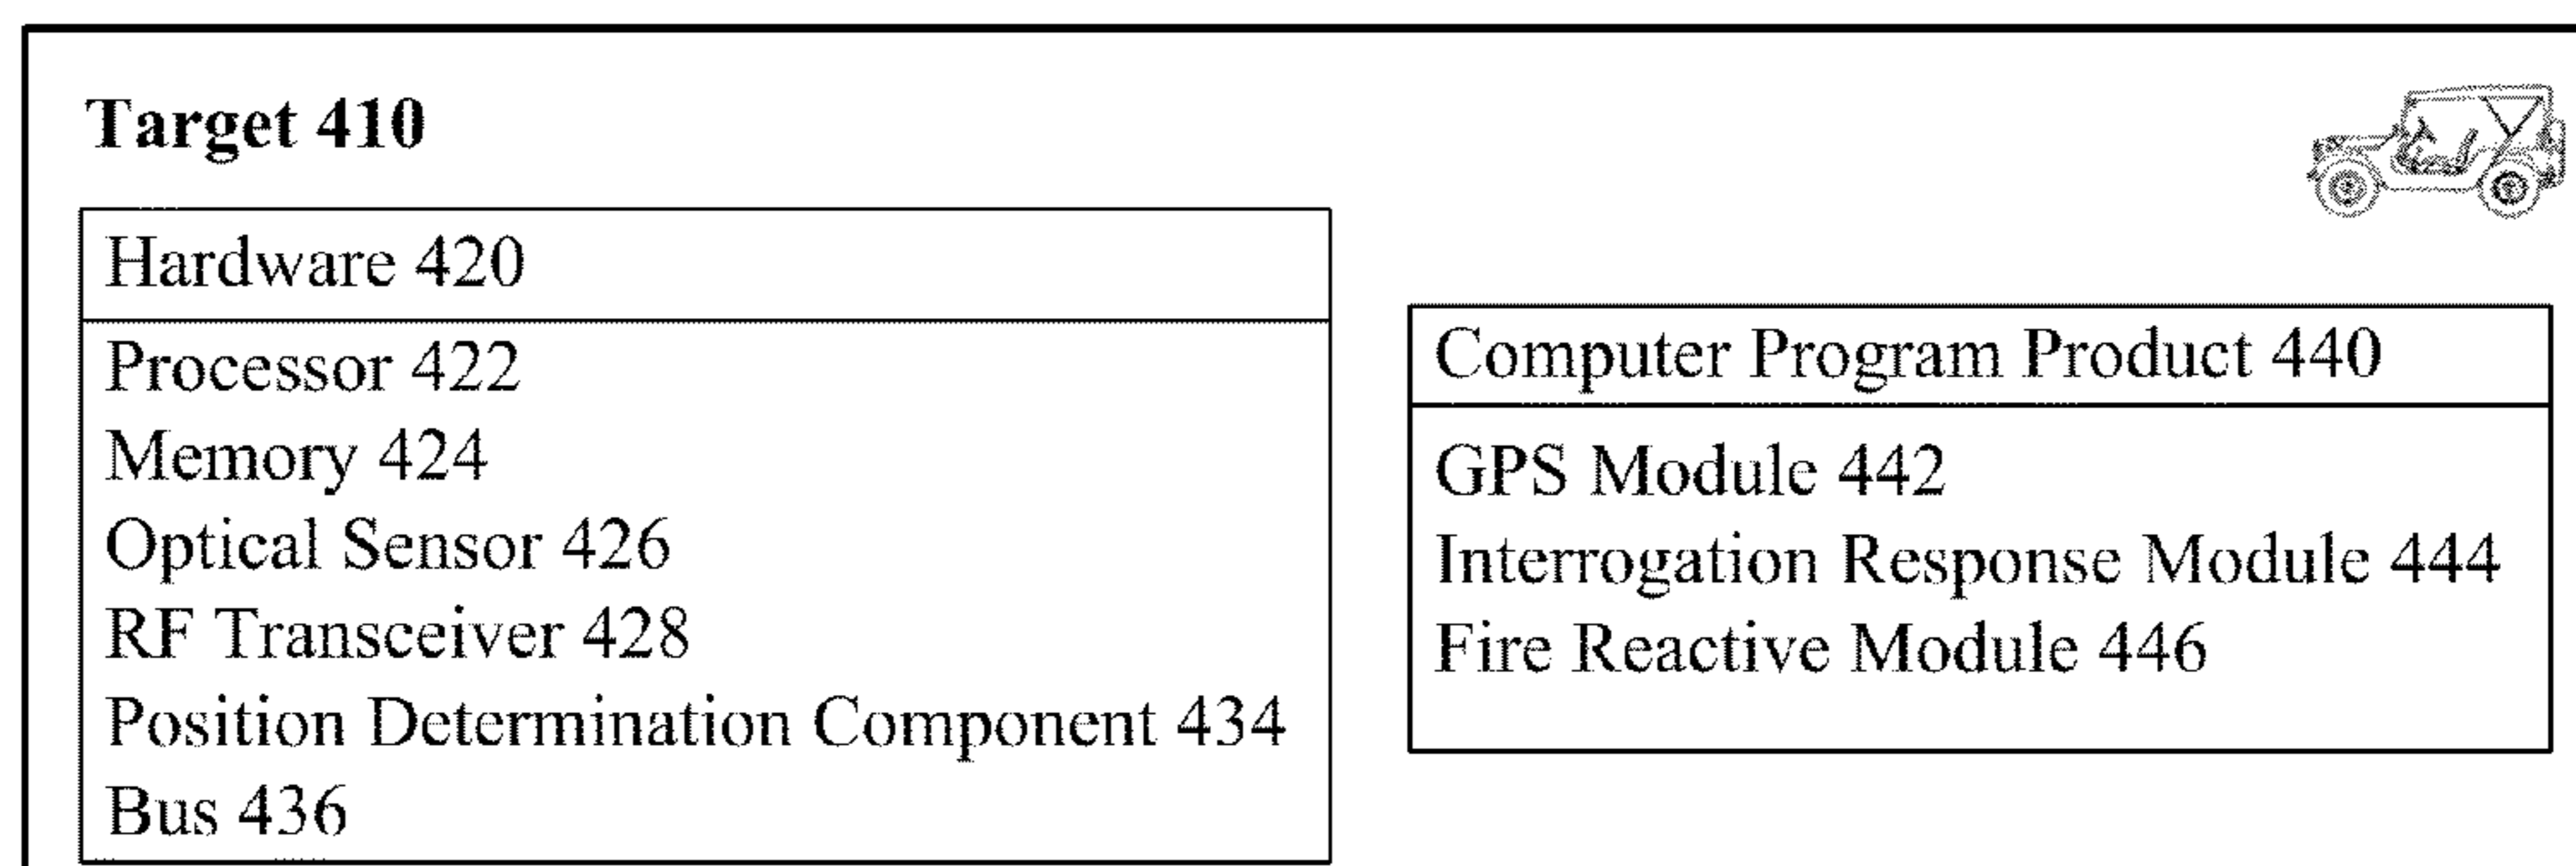 Target 410
Hardware 420
Processor 422
Memory 424
Optical Sensor 426
RF Transceiver 428
Position Determination Component 434
Bus 436
Computer Program Product 440
GPS Module 442
Interrogation Response Module 444
Fire Reactive Module 446